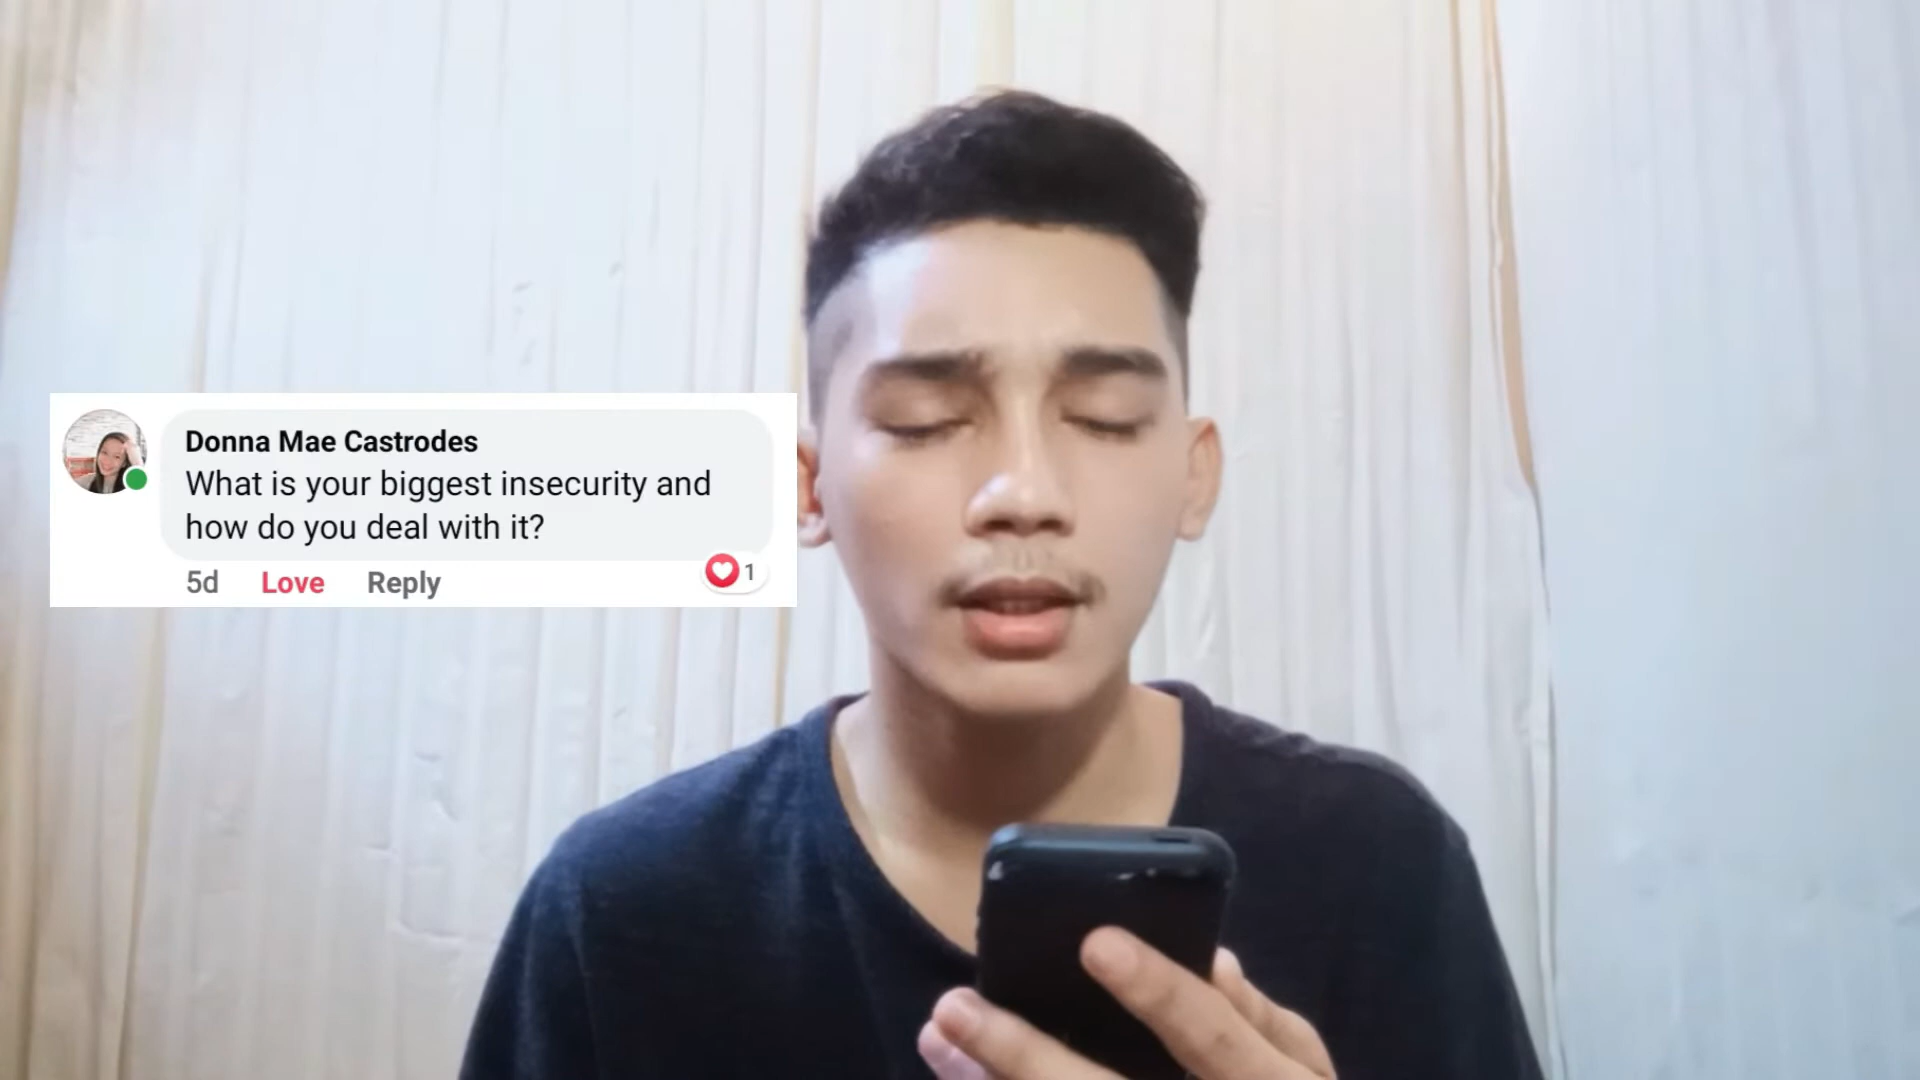 Donna Mae Castrodes
What is your biggest insecurity and
how do you deal with it?
5d Love Reply
1